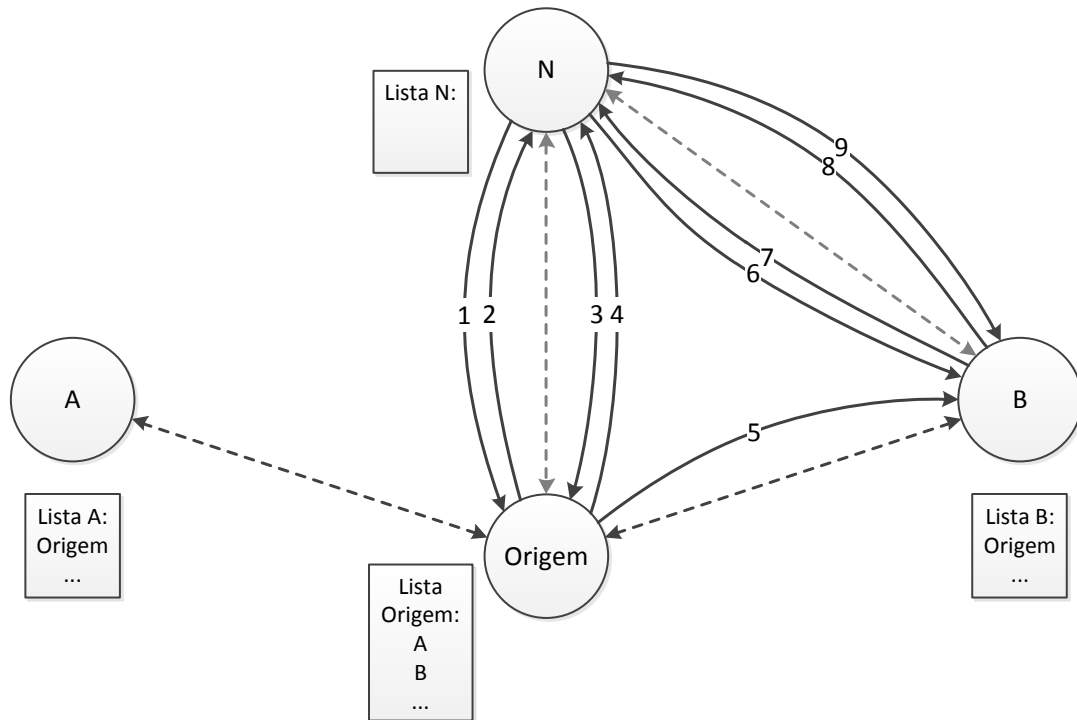 N
Lista N:
9
8
7
6
1
2
3
4
A
B
5
Lista A:
Origem
...
Origem
Lista B:
Origem
...
Lista
Origem:
A
B
...